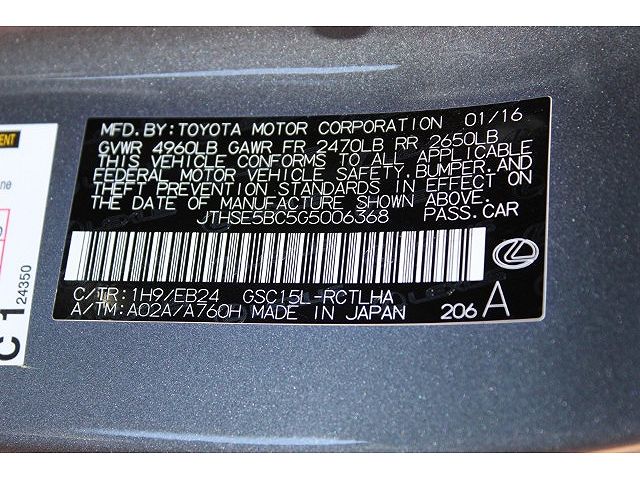 MFD. BY: TOYOTA MOTOR CORPORATION 01/16
GVWR 4960LB GAWR FR 2470LB RR 2650LB
THIS VEHICLE CONFORMS TO ALL APPLICABLE
FEDERAL MOTOR VEHICLE SAFETY, BUMPER, AND
THEFT PREVENTION STANDARDS IN EFFECT ON
THE DATE OF MANUFACTURE SHOWN ABOVE.
JTHSE5BC5G5006368 PASS. CAR
C/TR: 1H9/EB24 GSC15L-RCTLHA
A/TM: A02A/A760H MADE IN JAPAN 206 A
C 1
24350